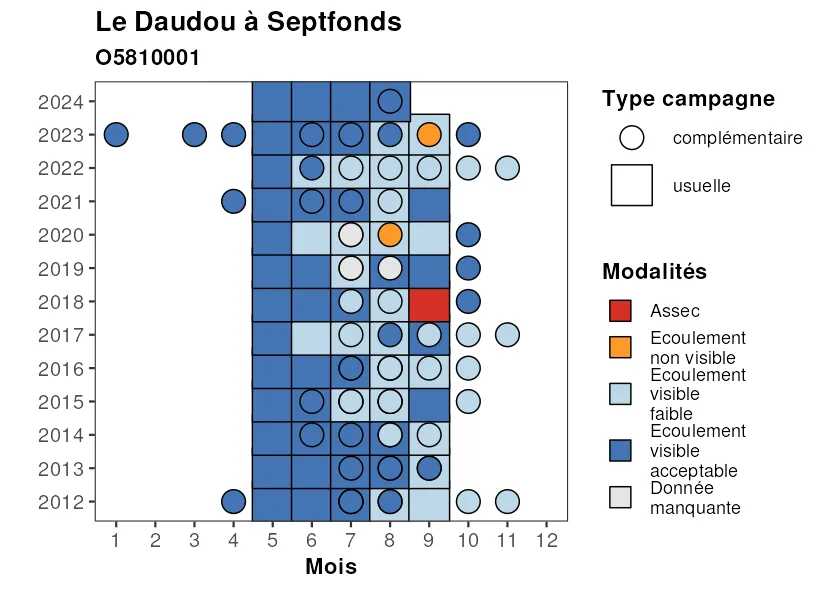 Le Daudou à Septfonds
O5810001
2024
2023
2022
2021
2020
2019
2018
2017
2016
2015
2014
2013
2012
1 2 3 4 5 6 7 8 9 10 11 12
Mois
Type campagne
complémentaire
usuelle
Modalités
Assec
Ecoulement
non visible
Ecoulement
visible
faible
Ecoulement
visible
acceptable
Donnée
manquante